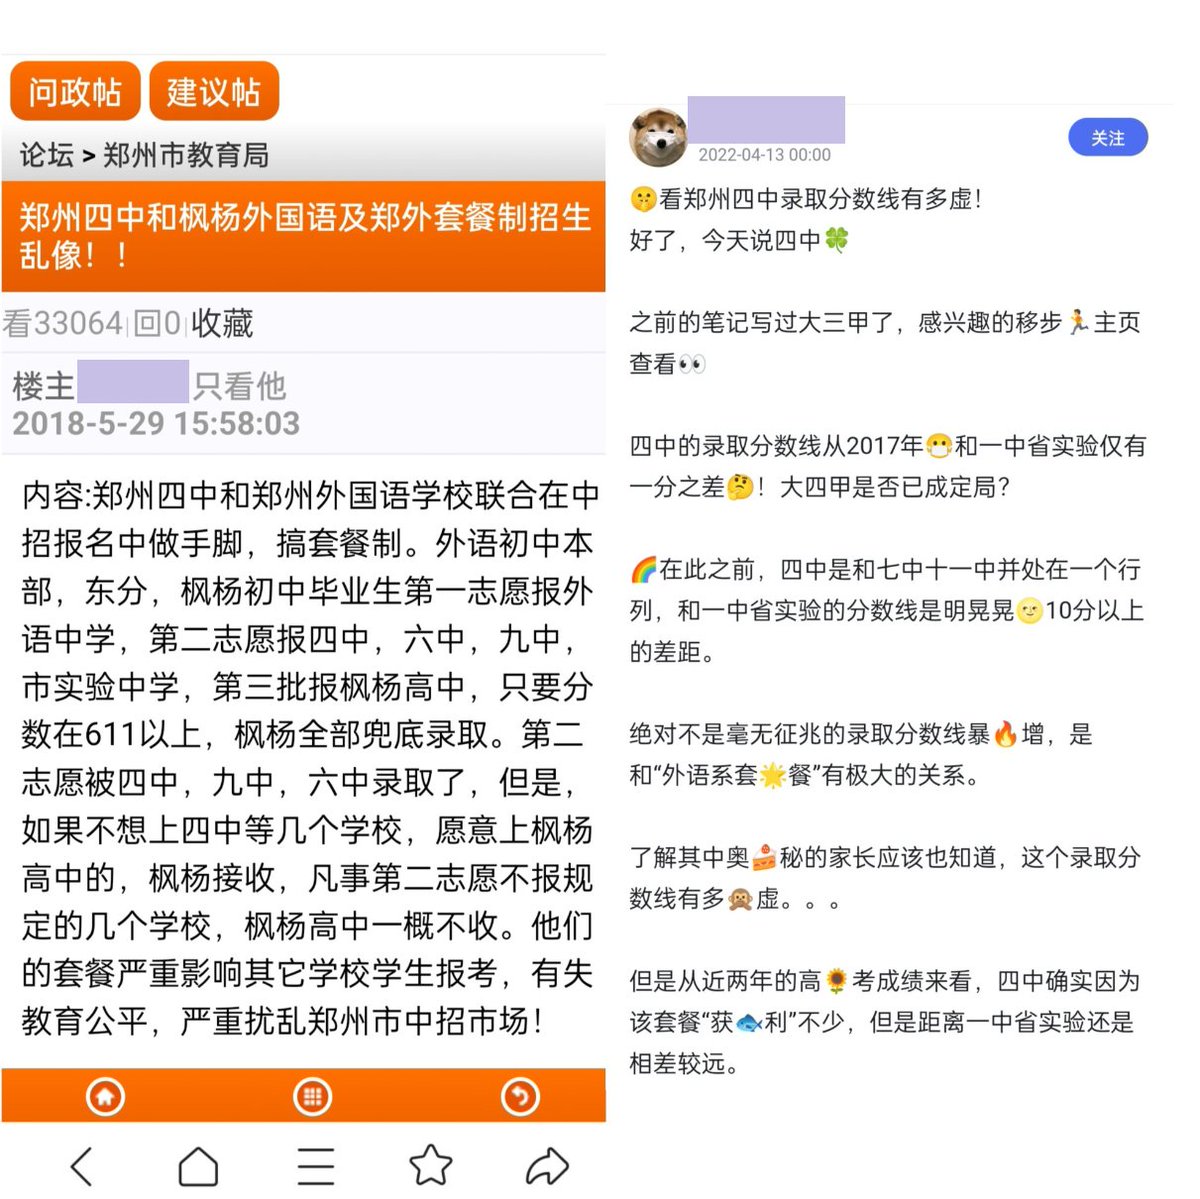 问政帖 建议帖
论坛 > 郑州市教育局
郑州四中和枫杨外国语及郑外套餐制招生
乱像！！
看33064|回0|收藏
楼主 只看他
2018-5-29 15:58:03
内容:郑州四中和郑州外国语学校联合在中
招报名中做手脚，搞套餐制。外语初中本
部，东分，枫杨初中毕业生第一志愿报外
语中学，第二志愿报四中，六中，九中，
市实验中学，第三批报枫杨高中，只要分
数在611以上，枫杨全部兜底录取。第二
志愿被四中，九中，六中录取了，但是，
如果不想上四中等几个学校，愿意上枫杨
高中的，枫杨接收，凡事第二志愿不报规
定的几个学校，枫杨高中一概不收。他们
的套餐严重影响其它学校学生报考，有失
教育公平，严重扰乱郑州市中招市场！
2022-04-13 00:00
关注
🤫看郑州四中录取分数线有多虚！
好了，今天说四中🍀
之前的笔记写过大三甲了，感兴趣的移步🏃主页
查看👀
四中的录取分数线从2017年😷和一中省实验仅有
一分之差🤔！大四甲是否已成定局？
🌈在此之前，四中是和七中十一中并处在一个行
列，和一中省实验的分数线是明晃晃🌝10分以上
的差距。
绝对不是毫无征兆的录取分数线暴🔥增，是
和“外语系套🌟餐”有极大的关系。
了解其中奥🍰秘的家长应该也知道，这个录取分
数线有多🙊虚。。。
但是从近两年的高🌻考成绩来看，四中确实因为
该套餐“获🐟利”不少，但是距离一中省实验还是
相差较远。